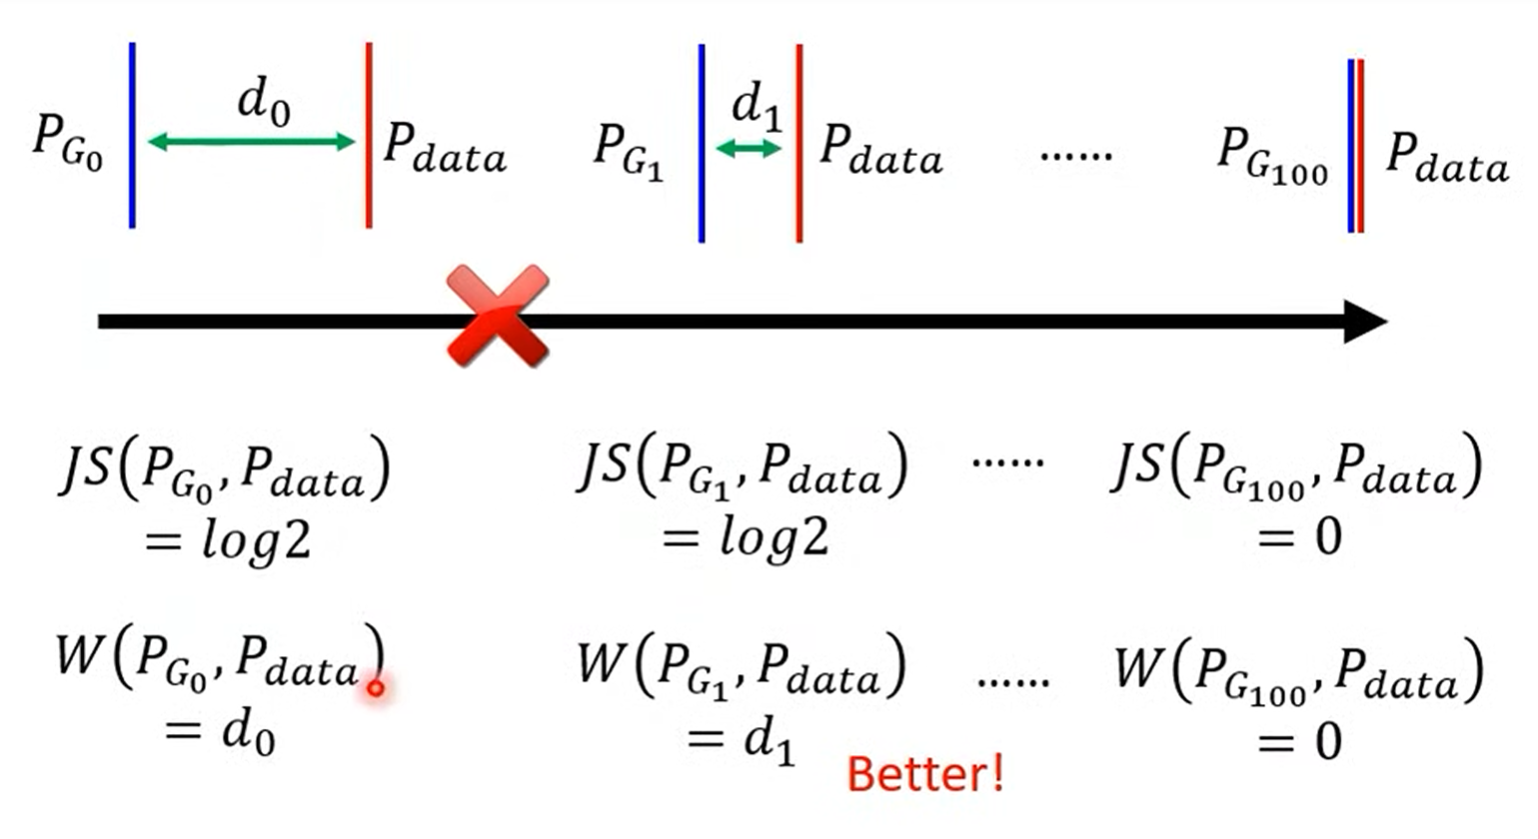 P_{G_0} d_0 P_{data} P_{G_1} d_1 P_{data} ...... P_{G_{100}} P_{data}
JS(P_{G_0}, P_{data}) JS(P_{G_1}, P_{data}) ...... JS(P_{G_{100}}, P_{data})
= log2 = log2 = 0
W(P_{G_0}, P_{data}) W(P_{G_1}, P_{data}) ...... W(P_{G_{100}}, P_{data})
= d_0 = d_1 = 0
Better!